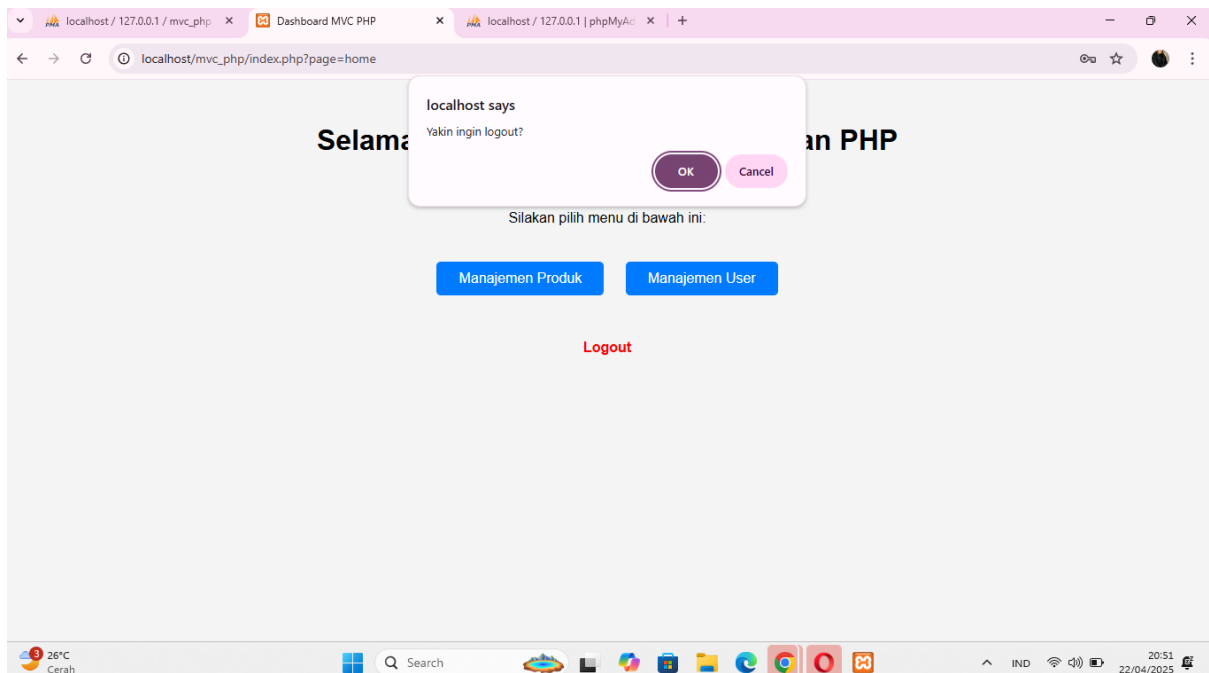 localhost / 127.0.0.1 / mvc_php
Dashboard MVC PHP
localhost / 127.0.0.1 | phpMyAd
localhost/mvc_php/index.php?page=home
localhost says
Yakin ingin logout?
OK
Cancel
Selama
an PHP
Silakan pilih menu di bawah ini:
Manajemen Produk
Manajemen User
Logout
3
26°C
Cerah
Search
IND
20:51
22/04/2025